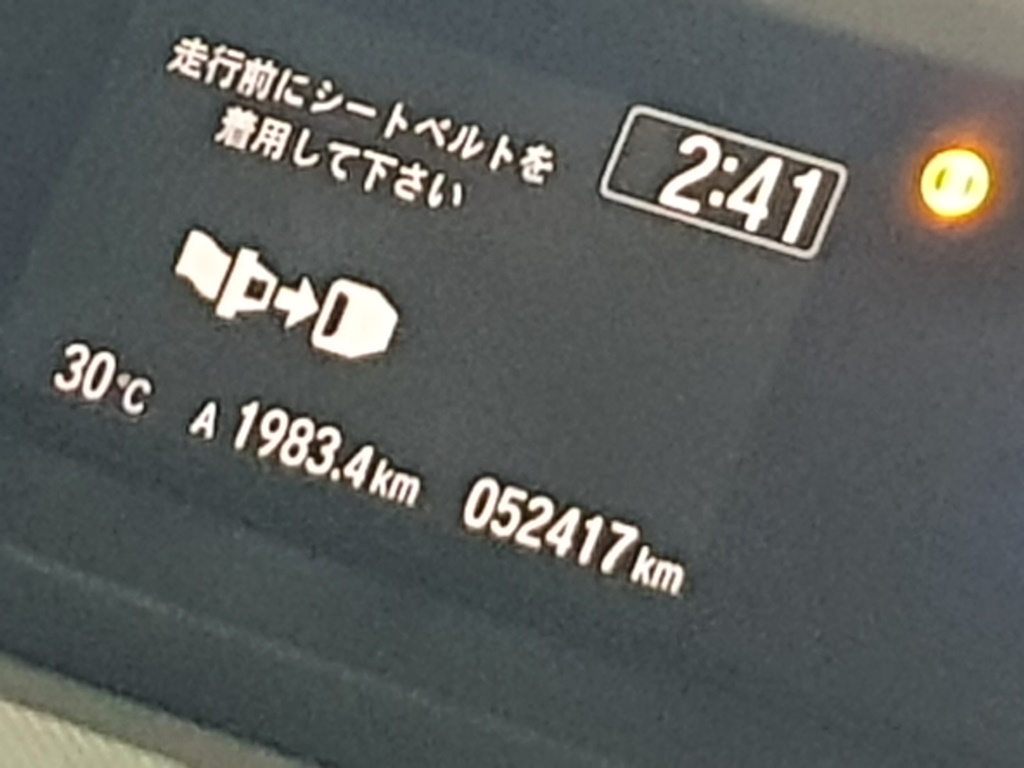 走行前にシートベルトを
着用して下さい
2:41
30℃ A 1983.4km 052417km